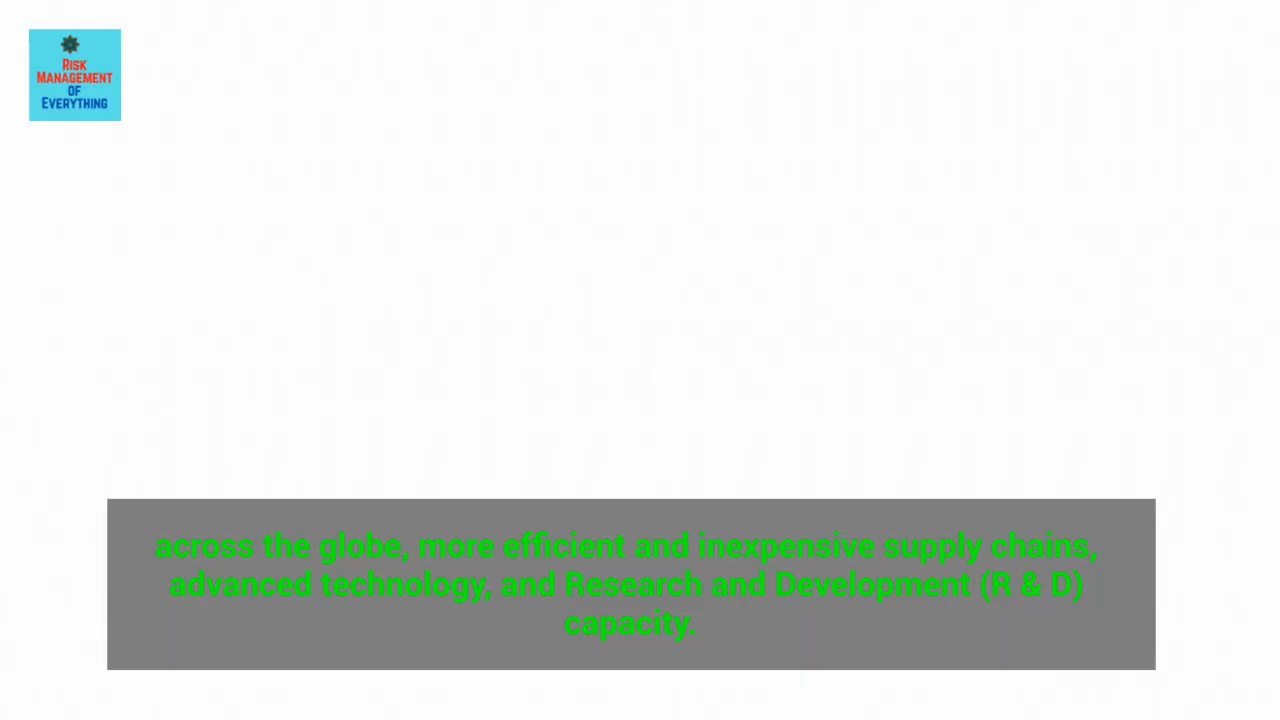 RISK
MANAGEMENT
OF
EVERYTHING
across the globe, more efficient and inexpensive supply chains,
advanced technology, and Research and Development (R & D)
capacity.